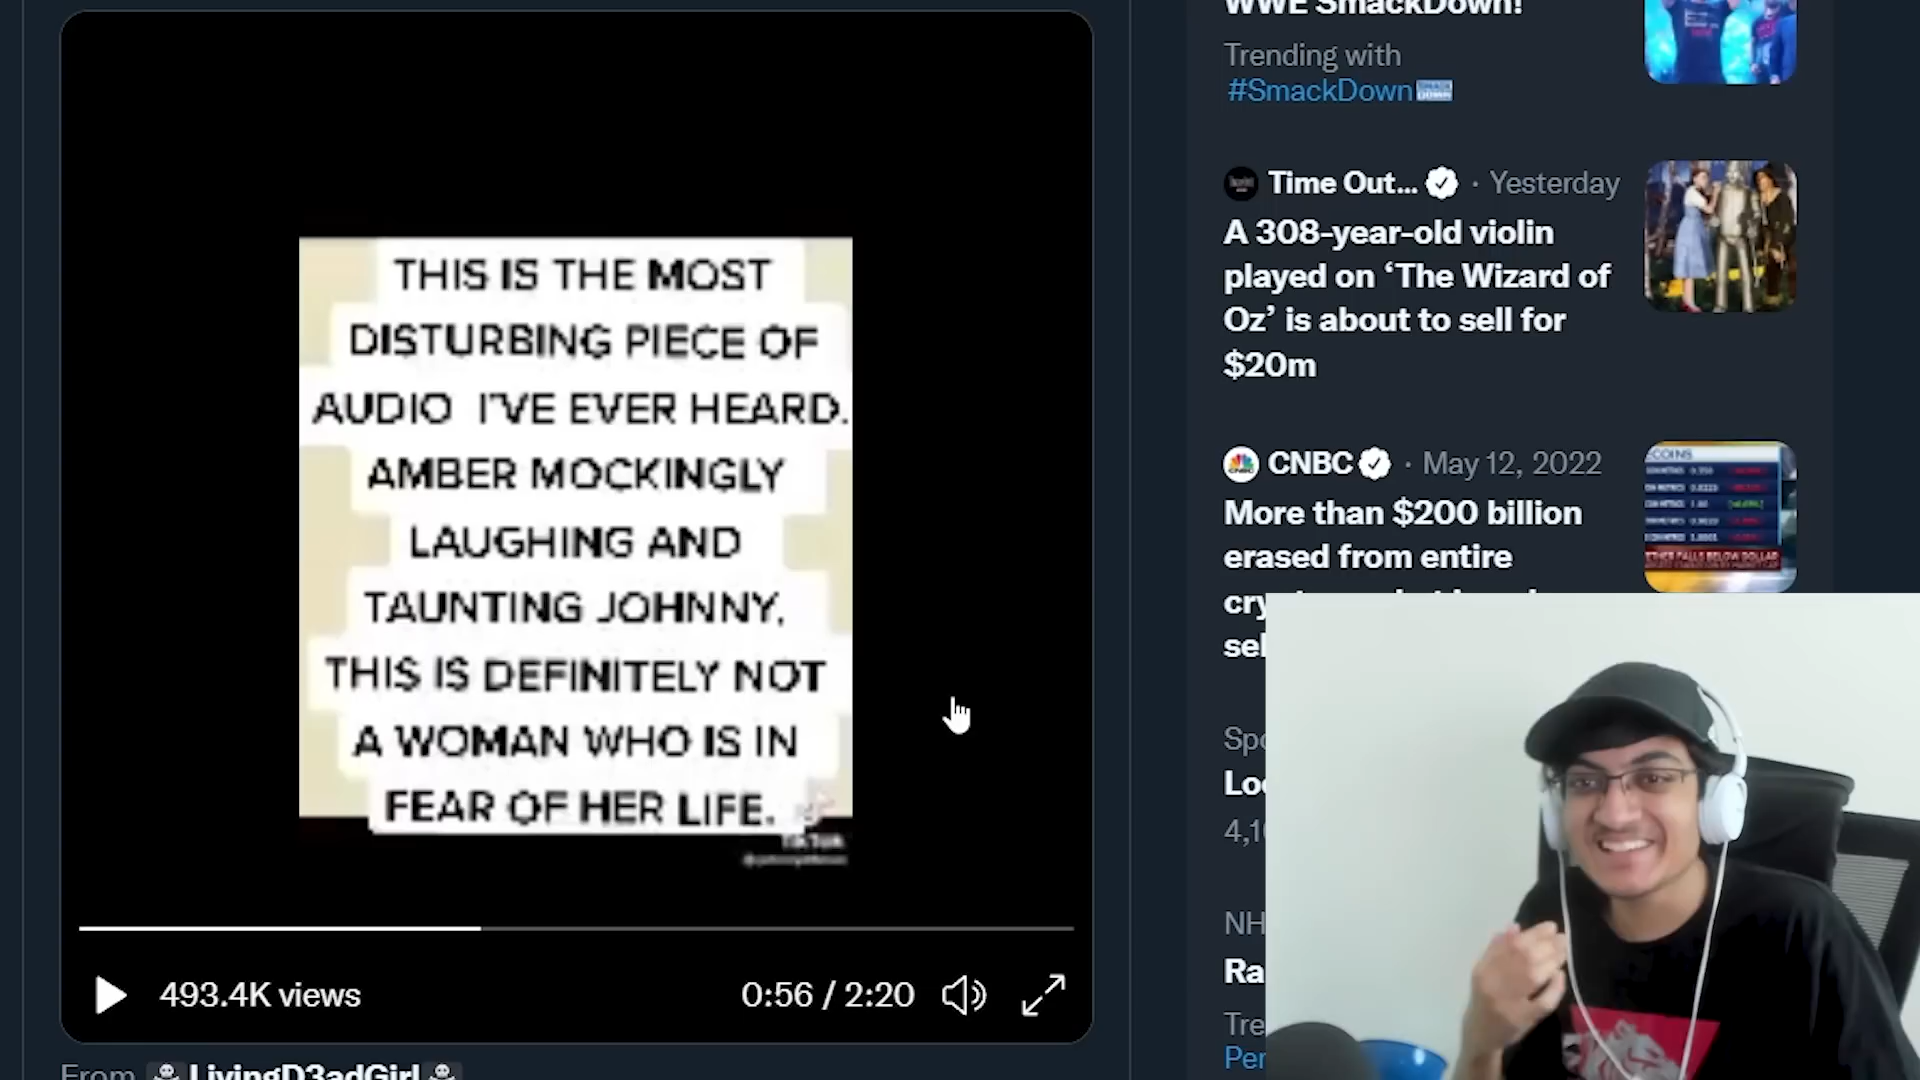 THIS IS THE MOST
DISTURBING PIECE OF
AUDIO I'VE EVER HEARD.
AMBER MOCKINGLY
LAUGHING AND
TAUNTING JOHNNY.
THIS IS DEFINITELY NOT
A WOMAN WHO IS IN
FEAR OF HER LIFE.
TikTok
493.4K views
0:56 / 2:20
From LivingD3adGirl
WWE SmackDown!
Trending with
#SmackDown
Time Out... · Yesterday
A 308-year-old violin
played on ‘The Wizard of
Oz’ is about to sell for
$20m
CNBC · May 12, 2022
More than $200 billion
erased from entire